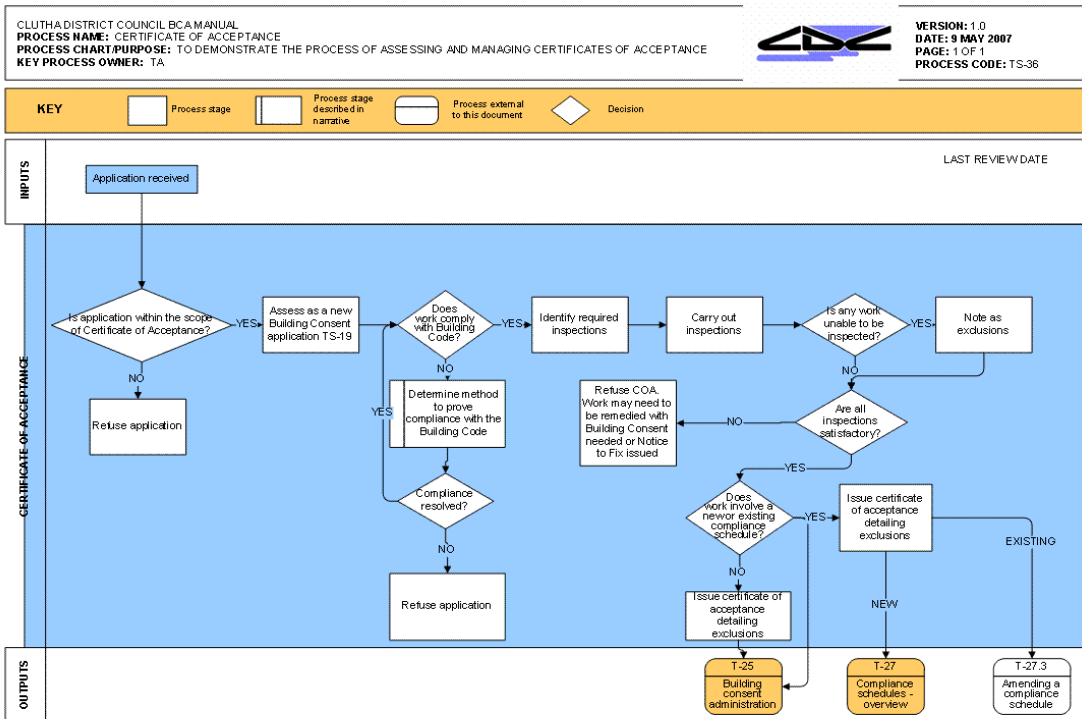 CLUTHA DISTRICT COUNCIL BCA MANUAL
PROCESS NAME: CERTIFICATE OF ACCEPTANCE
PROCESS CHART/PURPOSE: TO DEMONSTRATE THE PROCESS OF ASSESSING AND MANAGING CERTIFICATES OF ACCEPTANCE
KEY PROCESS OWNER: TA
CDC
VERSION: 1.0
DATE: 9 MAY 2007
PAGE: 1 OF 1
PROCESS CODE: TS-36
KEY
Process stage
Process stage
described in
narrative
Process external
to this document
Decision
INPUTS
LAST REVIEW DATE
Application received
CERTIFICATE OF ACCEPTANCE
Is application within the scope
of Certificate of Acceptance?
YES
NO
Refuse application
Assess as a new
Building Consent
application TS-19
Does
work comply
with Building
Code?
YES
NO
Determine method
to prove
compliance with the
Building Code
YES
Compliance
resolved?
NO
Refuse application
Identify required
inspections
Carry out
inspections
Is any work
unable to be
inspected?
YES
NO
Note as
exclusions
Are all
inspections
satisfactory?
NO
Refuse COA.
Work may need to
be remedied with
Building Consent
needed or Notice
to Fix issued
YES
Does
work involve a
new or existing
compliance
schedule?
YES
NO
Issue certificate
of acceptance
detailing
exclusions
EXISTING
NEW
Issue certificate of
acceptance
detailing
exclusions
OUTPUTS
T-25
Building
consent
administration
T-27
Compliance
schedules -
overview
T-27.3
Amending a
compliance
schedule